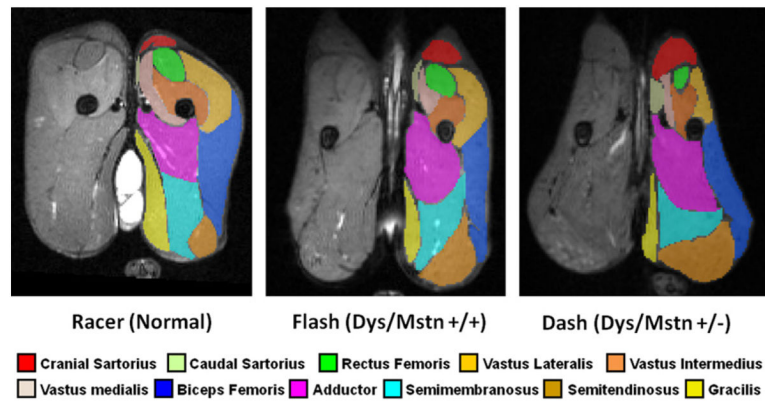 Racer (Normal) Flash (Dys/Mstn +/+) Dash (Dys/Mstn +/-)
Cranial Sartorius Caudal Sartorius Rectus Femoris Vastus Lateralis Vastus Intermedius
Vastus medialis Biceps Femoris Adductor Semimembranosus Semitendinosus Gracilis